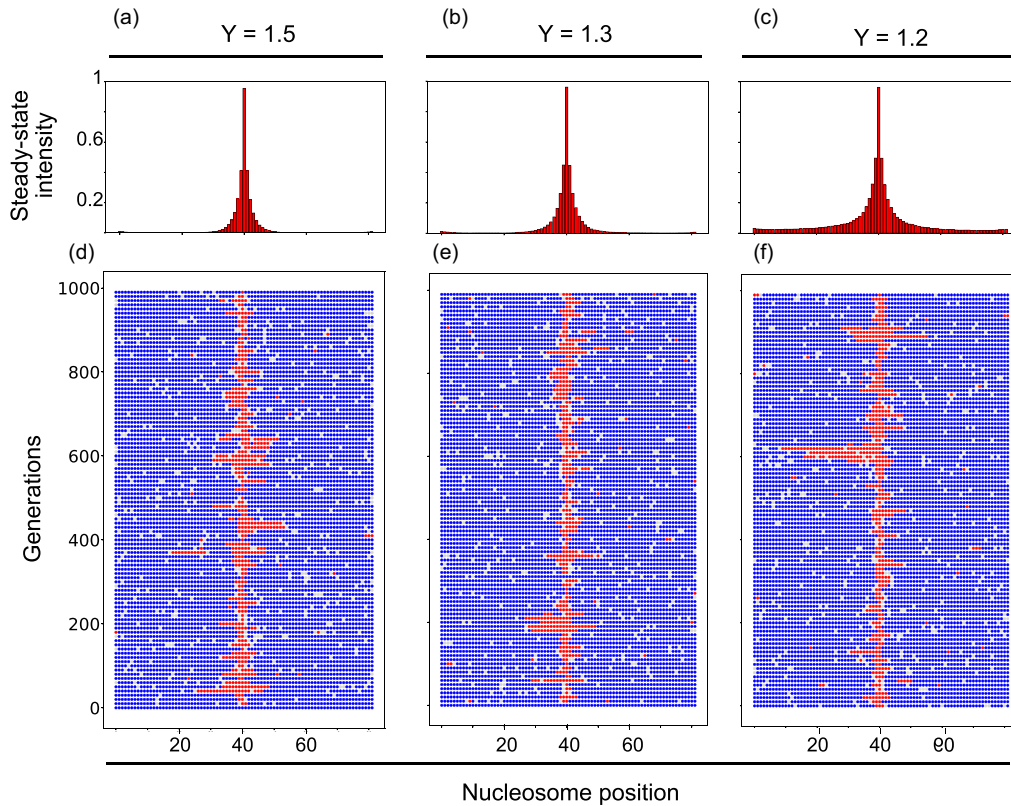 (a) (b) (c)
Y = 1.5 Y = 1.3 Y = 1.2
1
0.6
0.2
Steady-state
intensity
(d) (e) (f)
1000
800
600
400
200
0
Generations
20 40 60 20 40 60 20 40 60
Nucleosome position